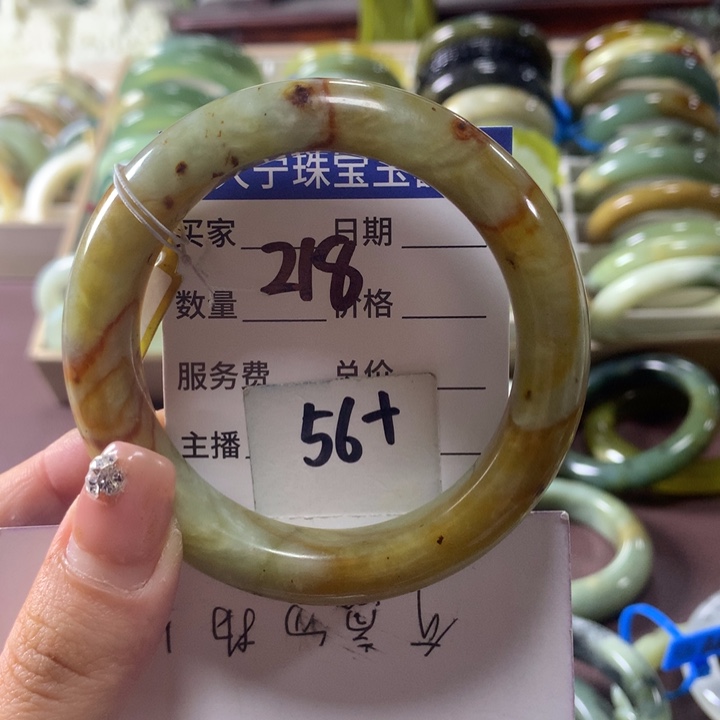 宁珠宝玉
买家 日期
218
数量 价格
服务费 总价
56+
主播